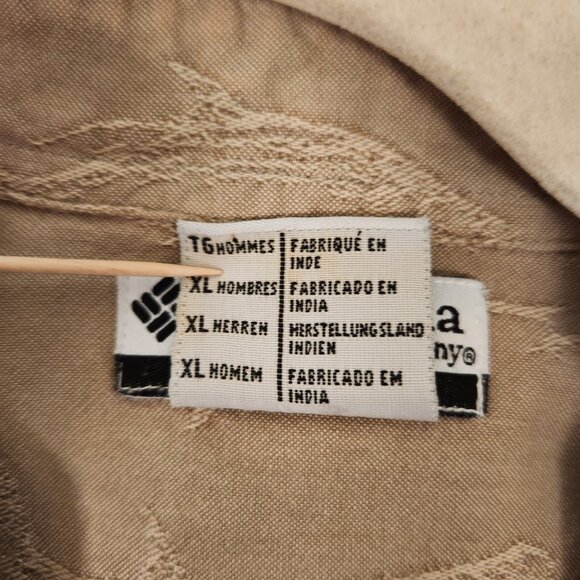 TG HOMMES FABRIQUÉ EN
INDE
XL HOMBRES FABRICADO EN
INDIA
XL HERREN HERSTELLUNGSLAND
INDIEN
XL HOMEM FABRICADO EM
INDIA
a
ny®